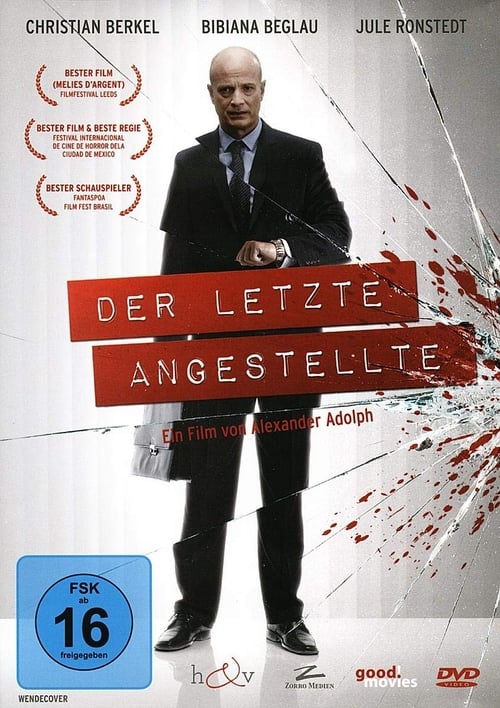 CHRISTIAN BERKEL BIBIANA BEGLAU JULE RONSTEDT
BESTER FILM
(MELIES D'ARGENT)
FILMFESTIVAL LEEDS
BESTER FILM & BESTE REGIE
FESTIVAL INTERNACIONAL
DE CINE DE HORROR DELA
CIUDAD DE MEXICO
BESTER SCHAUSPIELER
FANTASPOA
FILM FEST BRASIL
DER LETZTE
ANGESTELLTE
Ein Film von Alexander Adolph
FSK
ab
16
freigegeben
WENDECOVER
h&v
ZORRO MEDIEN
good!
movies
DVD
VIDEO